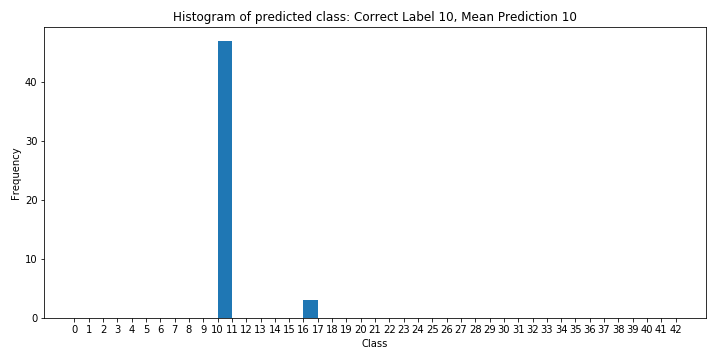 Histogram of predicted class: Correct Label 10, Mean Prediction 10
Frequency
40
30
20
10
0
0 1 2 3 4 5 6 7 8 9 10 11 12 13 14 15 16 17 18 19 20 21 22 23 24 25 26 27 28 29 30 31 32 33 34 35 36 37 38 39 40 41 42
Class